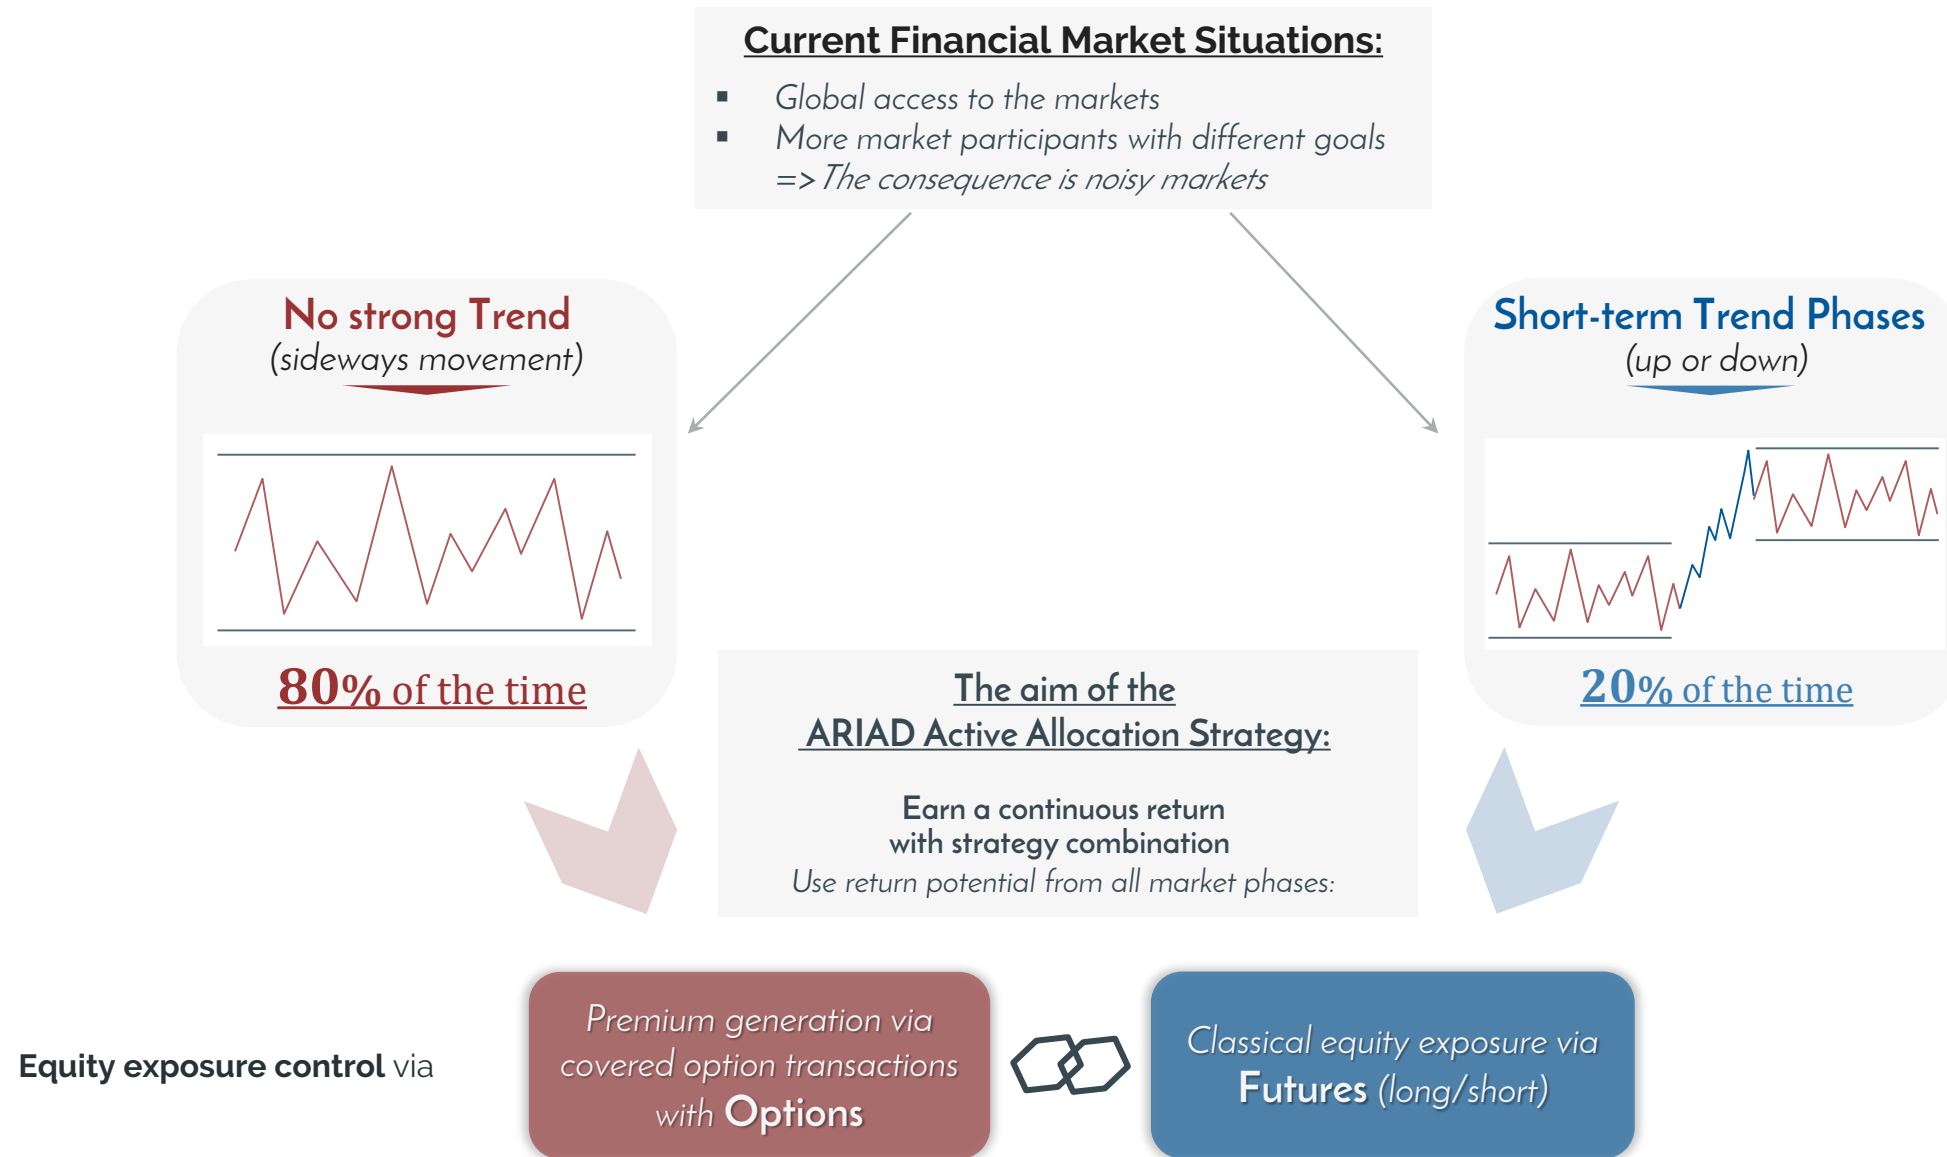 Current Financial Market Situations:
▪ Global access to the markets
▪ More market participants with different goals
=> The consequence is noisy markets
No strong Trend
(sideways movement)
80% of the time
Short-term Trend Phases
(up or down)
20% of the time
The aim of the
ARIAD Active Allocation Strategy:
Earn a continuous return
with strategy combination
Use return potential from all market phases:
Equity exposure control via
Premium generation via
covered option transactions
with Options
Classical equity exposure via
Futures (long/short)